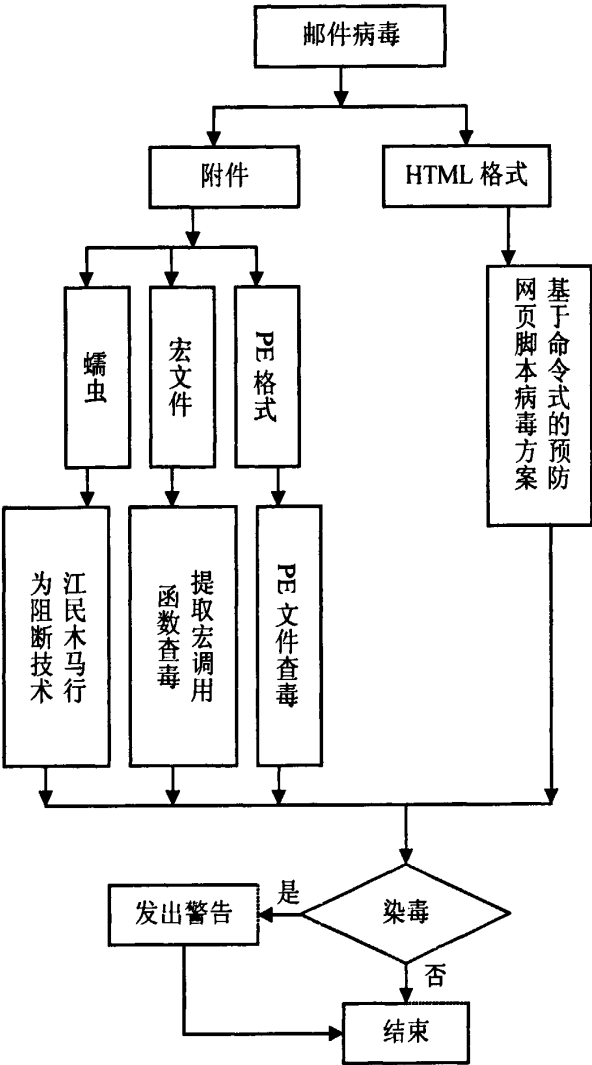 邮件病毒
附件
HTML 格式
蠕虫
宏文件
PE 格式
基于命令式的预防
网页脚本病毒方案
江民木马行
为阻断技术
提取宏调用
函数查毒
PE 文件查毒
染毒
是
发出警告
否
结束